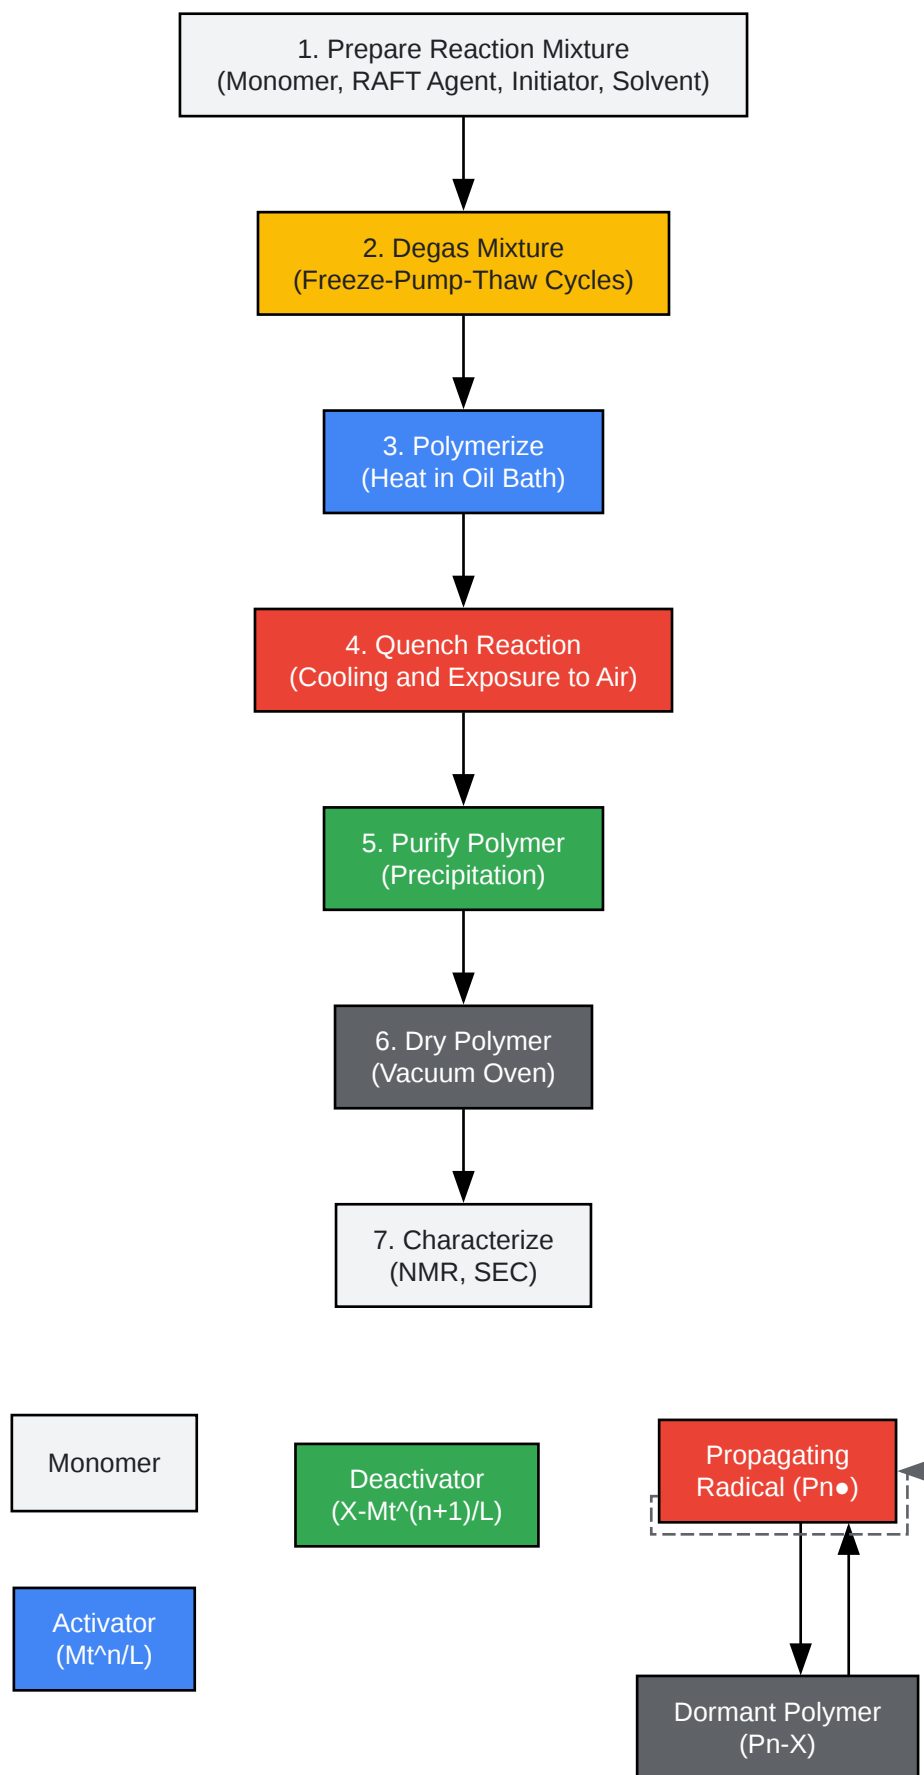 1. Prepare Reaction Mixture
(Monomer, RAFT Agent, Initiator, Solvent)
2. Degas Mixture
(Freeze-Pump-Thaw Cycles)
3. Polymerize
(Heat in Oil Bath)
4. Quench Reaction
(Cooling and Exposure to Air)
5. Purify Polymer
(Precipitation)
6. Dry Polymer
(Vacuum Oven)
7. Characterize
(NMR, SEC)
Monomer
Deactivator
(X-Mt^(n+1)/L)
Propagating
Radical (Pn●)
Activator
(Mt^n/L)
Dormant Polymer
(Pn-X)